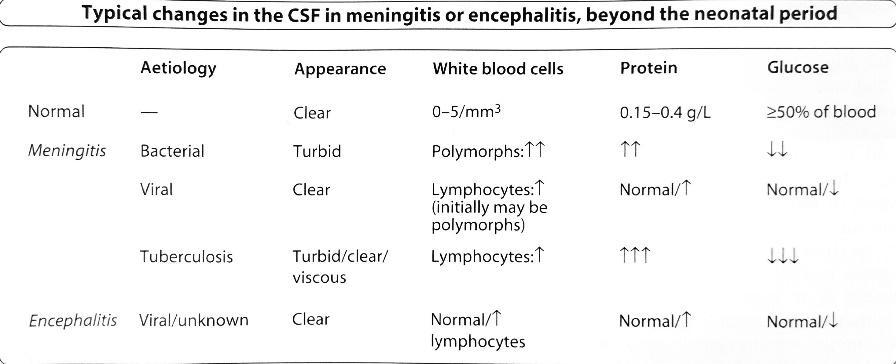 Typical changes in the CSF in meningitis or encephalitis, beyond the neonatal period
Aetiology Appearance White blood cells Protein Glucose
Normal — Clear 0–5/mm³ 0.15–0.4 g/L ≥50% of blood
Meningitis Bacterial Turbid Polymorphs:↑↑ ↑↑ ↓↓
Viral Clear Lymphocytes:↑ Normal/↑ Normal/↓
(initially may be
polymorphs)
Tuberculosis Turbid/clear/ Lymphocytes:↑ ↑↑↑ ↓↓↓
viscous
Encephalitis Viral/unknown Clear Normal/↑ Normal/↑ Normal/↓
lymphocytes